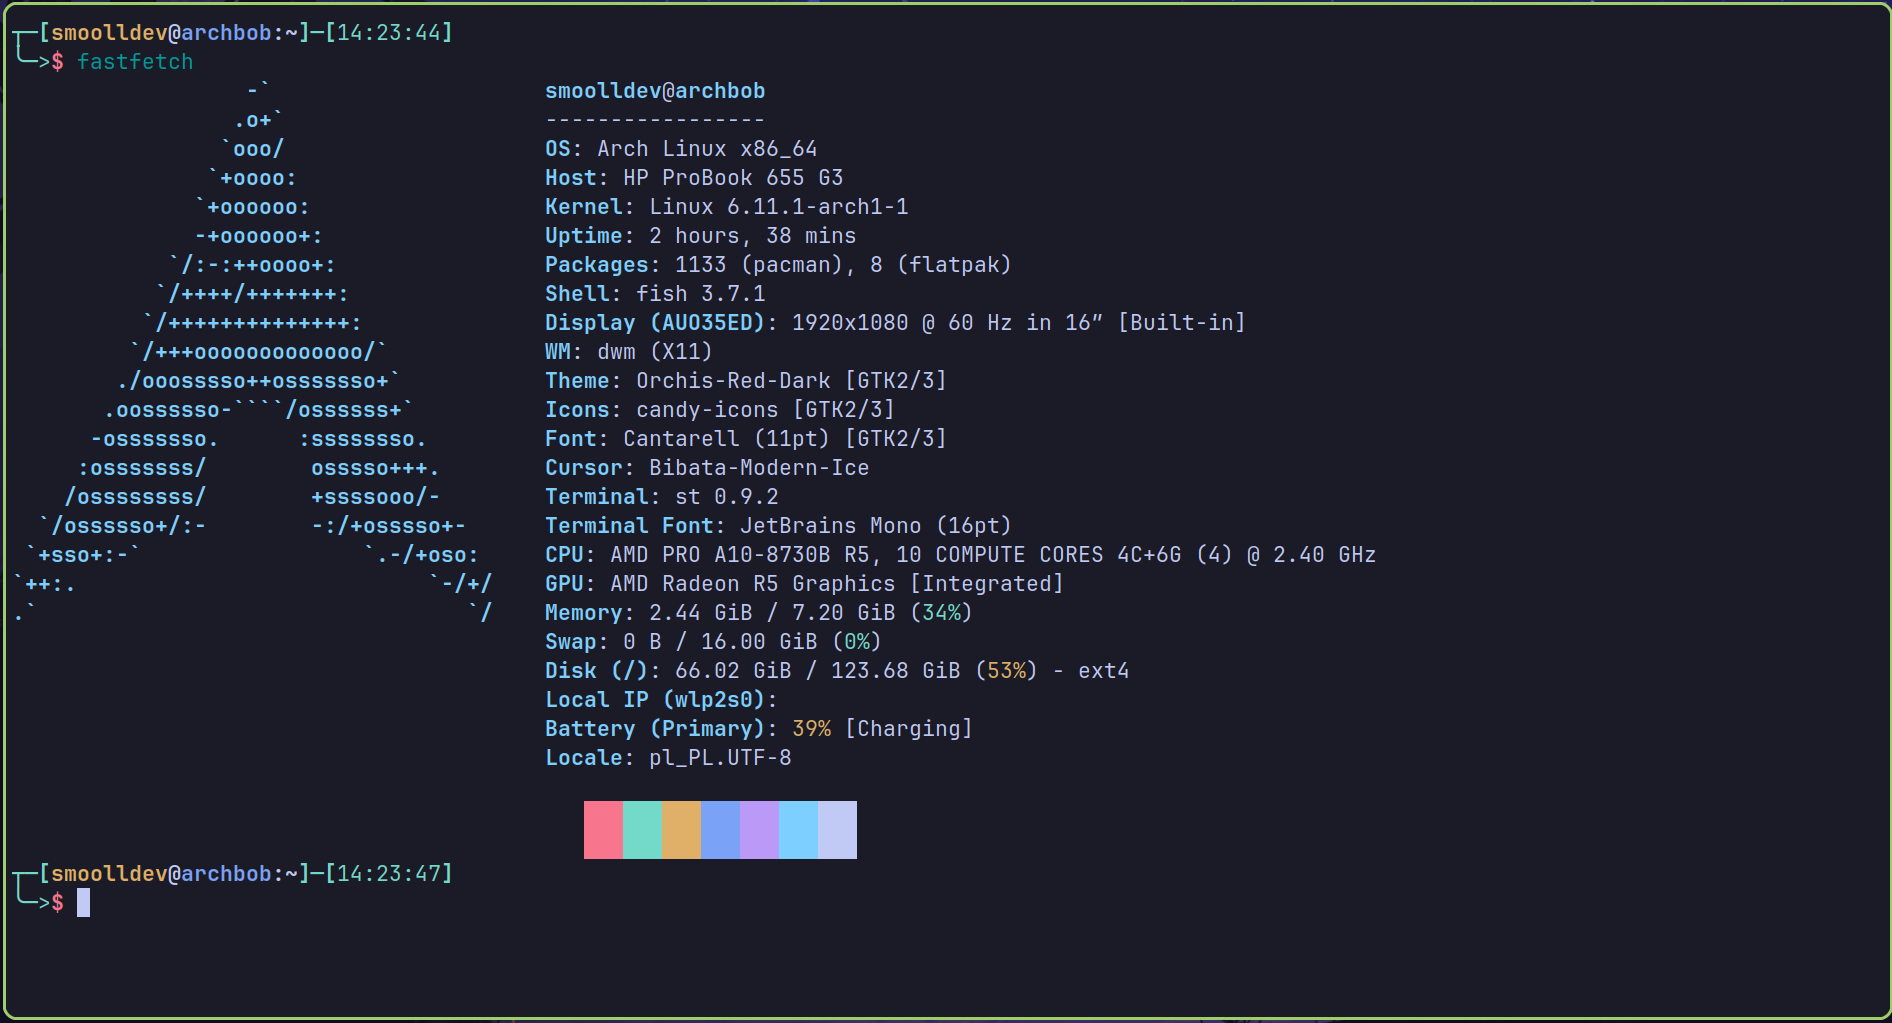 ┬─[smoolldev@archbob:~]─[14:23:44]
╰─>$ fastfetch
                  -`                     smoolldev@archbob
                 .o+`                    -----------------
                `ooo/                    OS: Arch Linux x86_64
               `+oooo:                   Host: HP ProBook 655 G3
              `+oooooo:                  Kernel: Linux 6.11.1-arch1-1
              -+oooooo+:                 Uptime: 2 hours, 38 mins
            `/:-:++oooo+:                Packages: 1133 (pacman), 8 (flatpak)
           `/++++/+++++++:               Shell: fish 3.7.1
          `/++++++++++++++:              Display (AUO35ED): 1920x1080 @ 60 Hz in 16″ [Built-in]
         `/+++ooooooooooooo/`            WM: dwm (X11)
        ./ooosssso++osssssso+`           Theme: Orchis-Red-Dark [GTK2/3]
       .oossssso-````/ossssss+`          Icons: candy-icons [GTK2/3]
      -osssssso.      :ssssssso.         Font: Cantarell (11pt) [GTK2/3]
     :osssssss/        osssso+++.        Cursor: Bibata-Modern-Ice
    /ossssssss/        +ssssooo/-        Terminal: st 0.9.2
  `/ossssso+/:-        -:/+osssso+-      Terminal Font: JetBrains Mono (16pt)
 `+sso+:-`                 `.-/+oso:     CPU: AMD PRO A10-8730B R5, 10 COMPUTE CORES 4C+6G (4) @ 2.40 GHz
`++:.                           `-/+/    GPU: AMD Radeon R5 Graphics [Integrated]
.`                                 `/    Memory: 2.44 GiB / 7.20 GiB (34%)
                                         Swap: 0 B / 16.00 GiB (0%)
                                         Disk (/): 66.02 GiB / 123.68 GiB (53%) - ext4
                                         Local IP (wlp2s0):
                                         Battery (Primary): 39% [Charging]
                                         Locale: pl_PL.UTF-8
┬─[smoolldev@archbob:~]─[14:23:47]
╰─>$